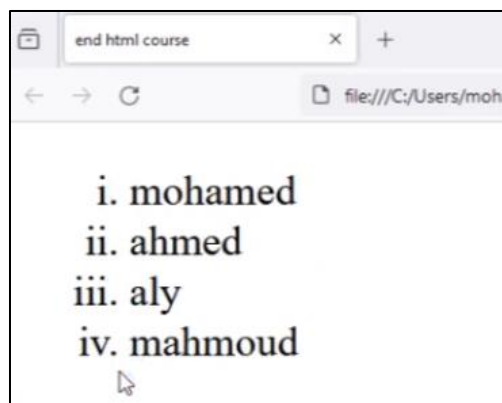 end html course
file:///C:/Users/moh
i. mohamed
ii. ahmed
iii. aly
iv. mahmoud